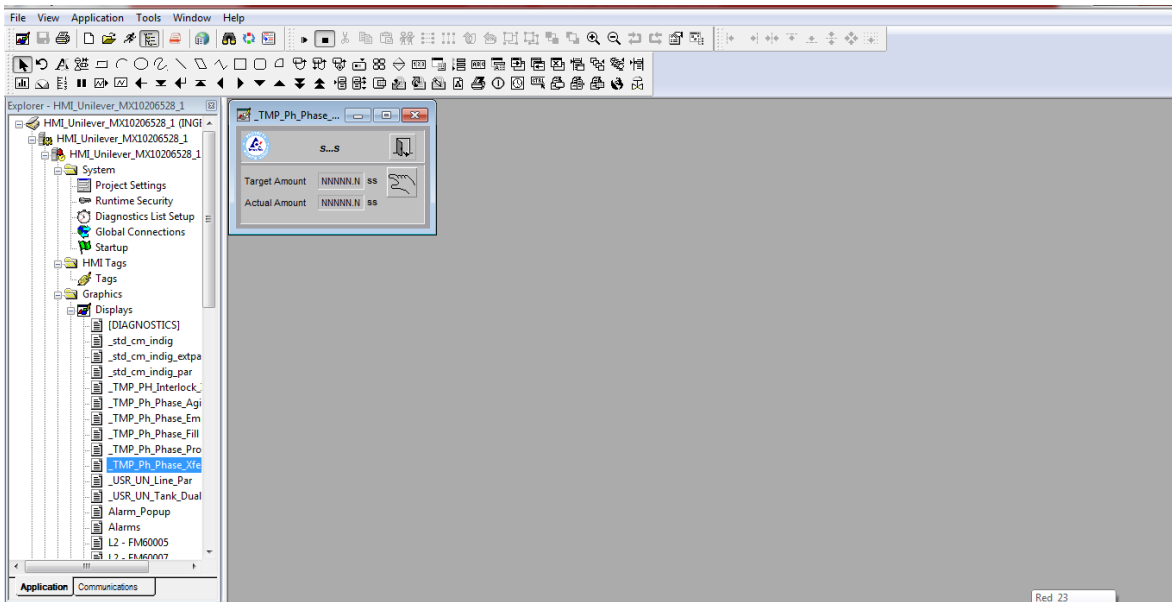 File View Application Tools Window Help
Explorer - HMI_Unilever_MX10206528_1
HMI_Unilever_MX10206528_1 (INGE
HMI_Unilever_MX10206528_1
HMI_Unilever_MX10206528_1
System
Project Settings
Runtime Security
Diagnostics List Setup
Global Connections
Startup
HMI Tags
Tags
Graphics
Displays
[DIAGNOSTICS]
_std_cm_indig
_std_cm_indig_extpa
_std_cm_indig_par
_TMP_PH_Interlock_
_TMP_Ph_Phase_Agi
_TMP_Ph_Phase_Em
_TMP_Ph_Phase_Fill
_TMP_Ph_Phase_Pro
_TMP_Ph_Phase_Xfe
_USR_UN_Line_Par
_USR_UN_Tank_Dual
Alarm_Popup
Alarms
L2 - FM60005
L2 - FM60007
Application Communications
_TMP_Ph_Phase_...
s...s
Target Amount NNNNN.N ss
Actual Amount NNNNN.N ss
Red 23